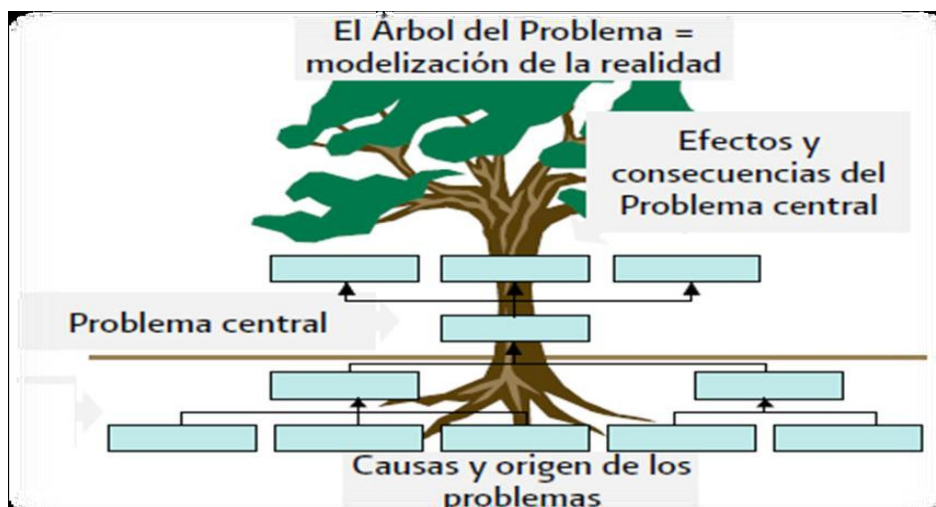 El Árbol del Problema =
modelización de la realidad
Efectos y
consecuencias del
Problema central
Problema central
Causas y origen de los
problemas